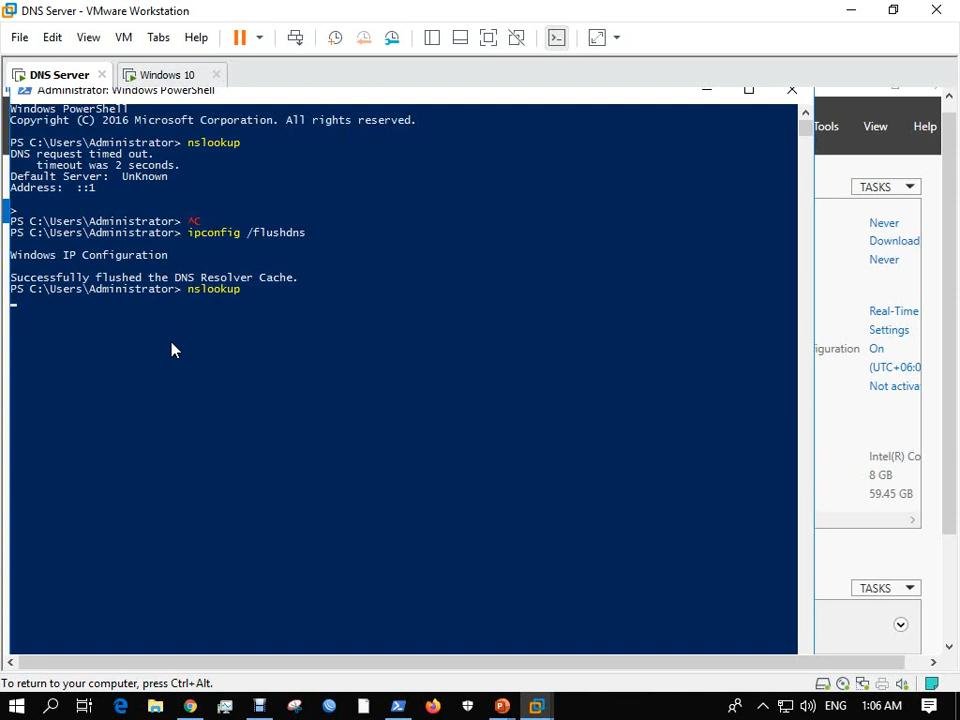 DNS Server - VMware Workstation
File Edit View VM Tabs Help
DNS Server Windows 10
Administrator: Windows PowerShell
Windows PowerShell
Copyright (C) 2016 Microsoft Corporation. All rights reserved.
PS C:\Users\Administrator> nslookup
DNS request timed out.
timeout was 2 seconds.
Default Server: UnKnown
Address: ::1
>
PS C:\Users\Administrator> ^C
PS C:\Users\Administrator> ipconfig /flushdns
Windows IP Configuration
Successfully flushed the DNS Resolver Cache.
PS C:\Users\Administrator> nslookup
Tools View Help
TASKS
Never
Download
Never
Real-Time
Settings
iguration On
(UTC+06:0
Not activa
Intel(R) Co
8 GB
59.45 GB
TASKS
To return to your computer, press Ctrl+Alt.
ENG 1:06 AM